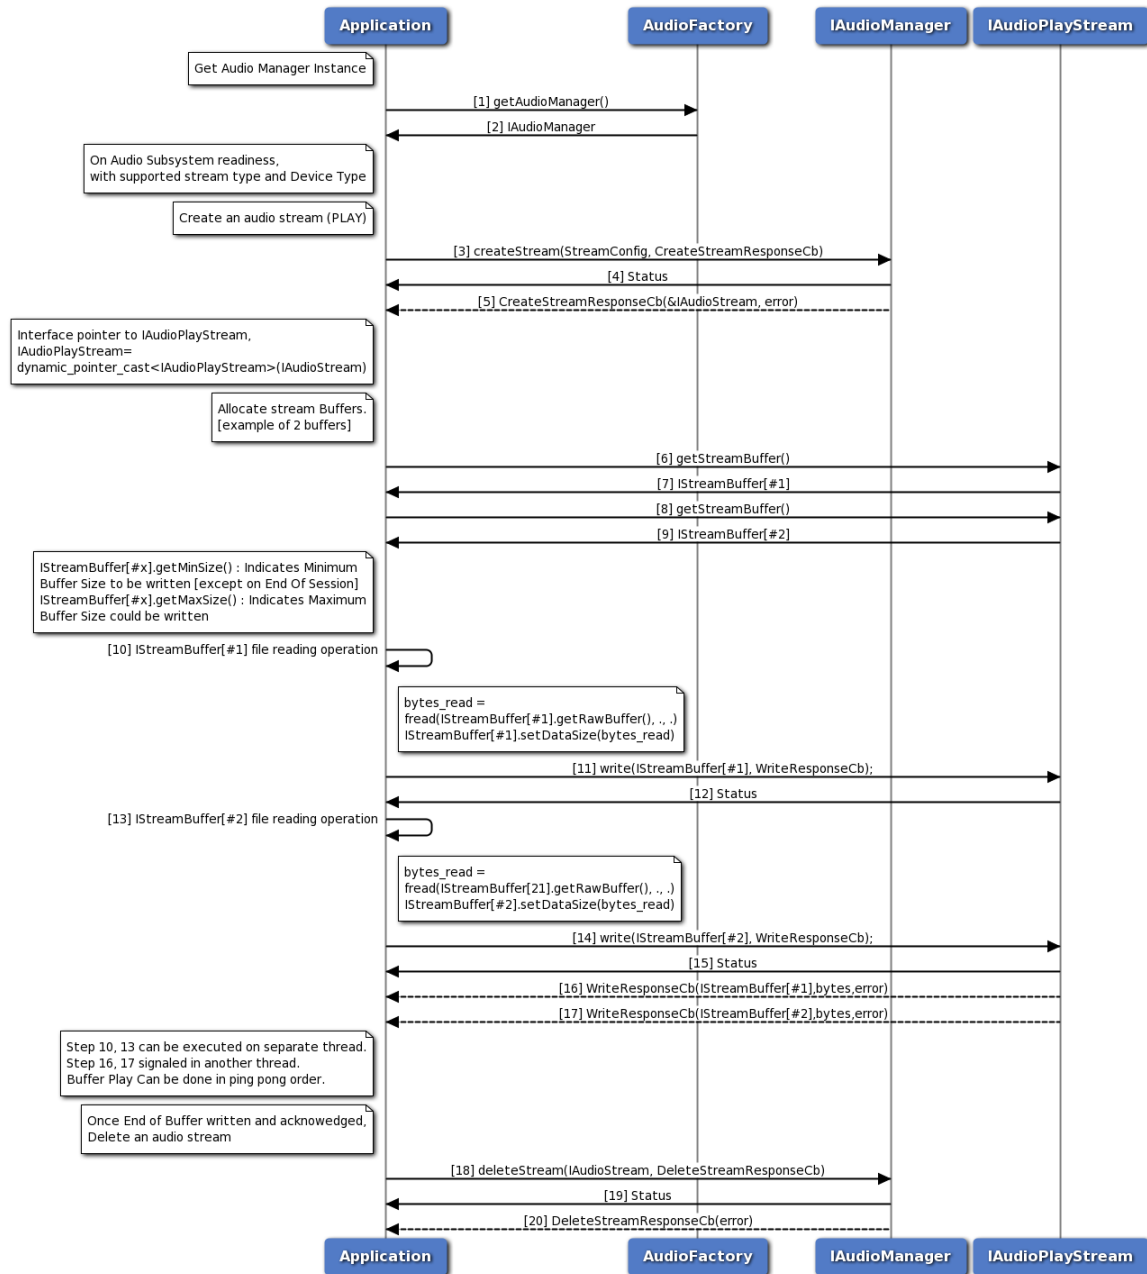 Application
AudioFactory
IAudioManager
IAudioPlayStream
Get Audio Manager Instance
[1] getAudioManager()
[2] IAudioManager
On Audio Subsystem readiness,
with supported stream type and Device Type
Create an audio stream (PLAY)
[3] createStream(StreamConfig, CreateStreamResponseCb)
[4] Status
[5] CreateStreamResponseCb(&IAudioStream, error)
Interface pointer to IAudioPlayStream,
IAudioPlayStream=
dynamic_pointer_cast<IAudioPlayStream>(IAudioStream)
Allocate stream Buffers.
[example of 2 buffers]
[6] getStreamBuffer()
[7] IStreamBuffer[#1]
[8] getStreamBuffer()
[9] IStreamBuffer[#2]
IStreamBuffer[#x].getMinSize() : Indicates Minimum
Buffer Size to be written [except on End Of Session]
IStreamBuffer[#x].getMaxSize() : Indicates Maximum
Buffer Size could be written
[10] IStreamBuffer[#1] file reading operation
bytes_read =
fread(IStreamBuffer[#1].getRawBuffer(), ., .)
IStreamBuffer[#1].setDataSize(bytes_read)
[11] write(IStreamBuffer[#1], WriteResponseCb);
[12] Status
[13] IStreamBuffer[#2] file reading operation
bytes_read =
fread(IStreamBuffer[21].getRawBuffer(), ., .)
IStreamBuffer[#2].setDataSize(bytes_read)
[14] write(IStreamBuffer[#2], WriteResponseCb);
[15] Status
[16] WriteResponseCb(IStreamBuffer[#1],bytes,error)
[17] WriteResponseCb(IStreamBuffer[#2],bytes,error)
Step 10, 13 can be executed on separate thread.
Step 16, 17 signaled in another thread.
Buffer Play Can be done in ping pong order.
Once End of Buffer written and acknowedged,
Delete an audio stream
[18] deleteStream(IAudioStream, DeleteStreamResponseCb)
[19] Status
[20] DeleteStreamResponseCb(error)
Application
AudioFactory
IAudioManager
IAudioPlayStream